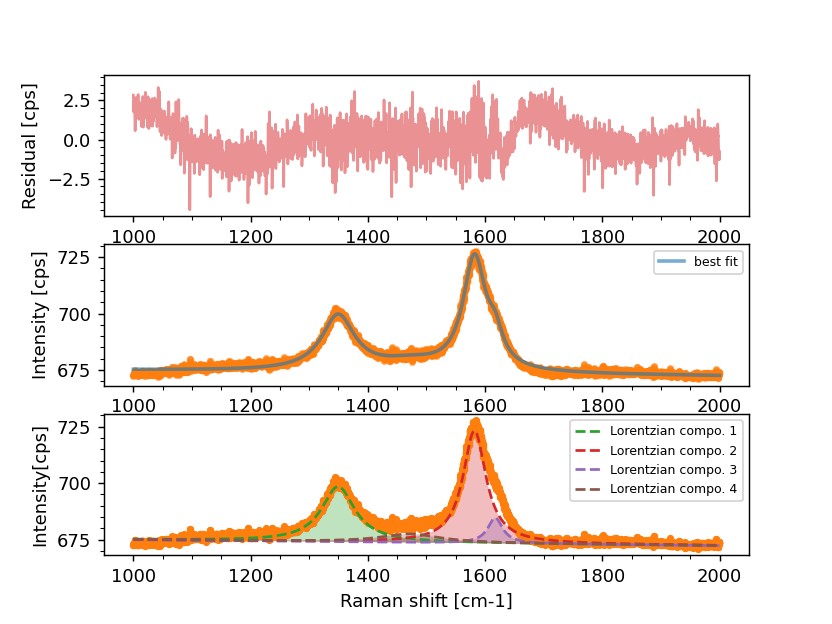 Residual [cps]
2.5
0.0
−2.5
1000 1200 1400 1600 1800 2000
Intensity [cps]
725
700
675
best fit
1000 1200 1400 1600 1800 2000
Intensity[cps]
725
700
675
Lorentzian compo. 1
Lorentzian compo. 2
Lorentzian compo. 3
Lorentzian compo. 4
1000 1200 1400 1600 1800 2000
Raman shift [cm-1]